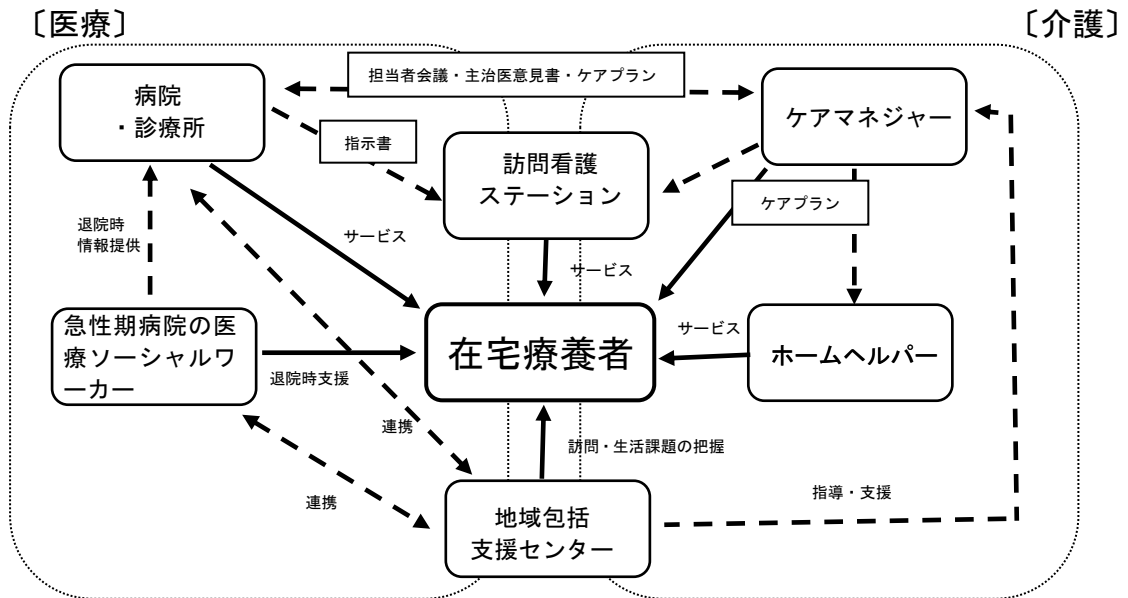 〔医療〕
〔介護〕
担当者会議・主治医意見書・ケアプラン
病院
・診療所
ケアマネジャー
指示書
訪問看護
ステーション
ケアプラン
退院時
情報提供
サービス
サービス
急性期病院の医
療ソーシャルワ
ーカー
在宅療養者
サービス
ホームヘルパー
退院時支援
連携
訪問・生活課題の把握
連携
地域包括
支援センター
指導・支援